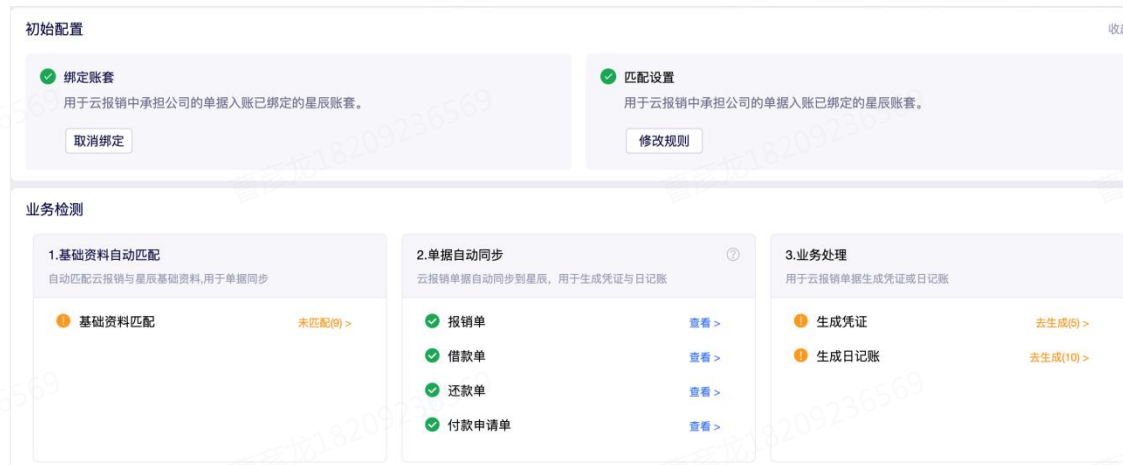 初始配置
收起
绑定账套
用于云报销中承担公司的单据入账已绑定的星辰账套。
取消绑定
匹配设置
用于云报销中承担公司的单据入账已绑定的星辰账套。
修改规则
业务检测
1.基础资料自动匹配
自动匹配云报销与星辰基础资料,用于单据同步
基础资料匹配
未匹配(9) >
2.单据自动同步
云报销单据自动同步到星辰，用于生成凭证与日记账
报销单
查看 >
借款单
查看 >
还款单
查看 >
付款申请单
查看 >
3.业务处理
用于云报销单据生成凭证或日记账
生成凭证
去生成(5) >
生成日记账
去生成(10) >